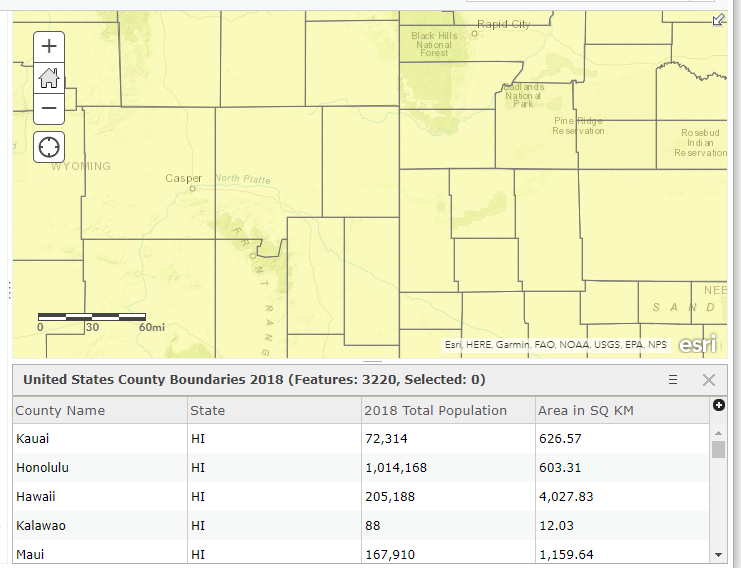 Rapid City
Black Hills
National
Forest
Badlands
National
Park
Pine Ridge
Reservation
Rosebud
Indian
Reservation
WYOMING
Casper
North Platte
FRONT RANG
NEB
SAND
0 30 60mi
Esri, HERE, Garmin, FAO, NOAA, USGS, EPA, NPS
esri
United States County Boundaries 2018 (Features: 3220, Selected: 0)
County Name State 2018 Total Population Area in SQ KM
Kauai HI 72,314 626.57
Honolulu HI 1,014,168 603.31
Hawaii HI 205,188 4,027.83
Kalawao HI 88 12.03
Maui HI 167,910 1,159.64